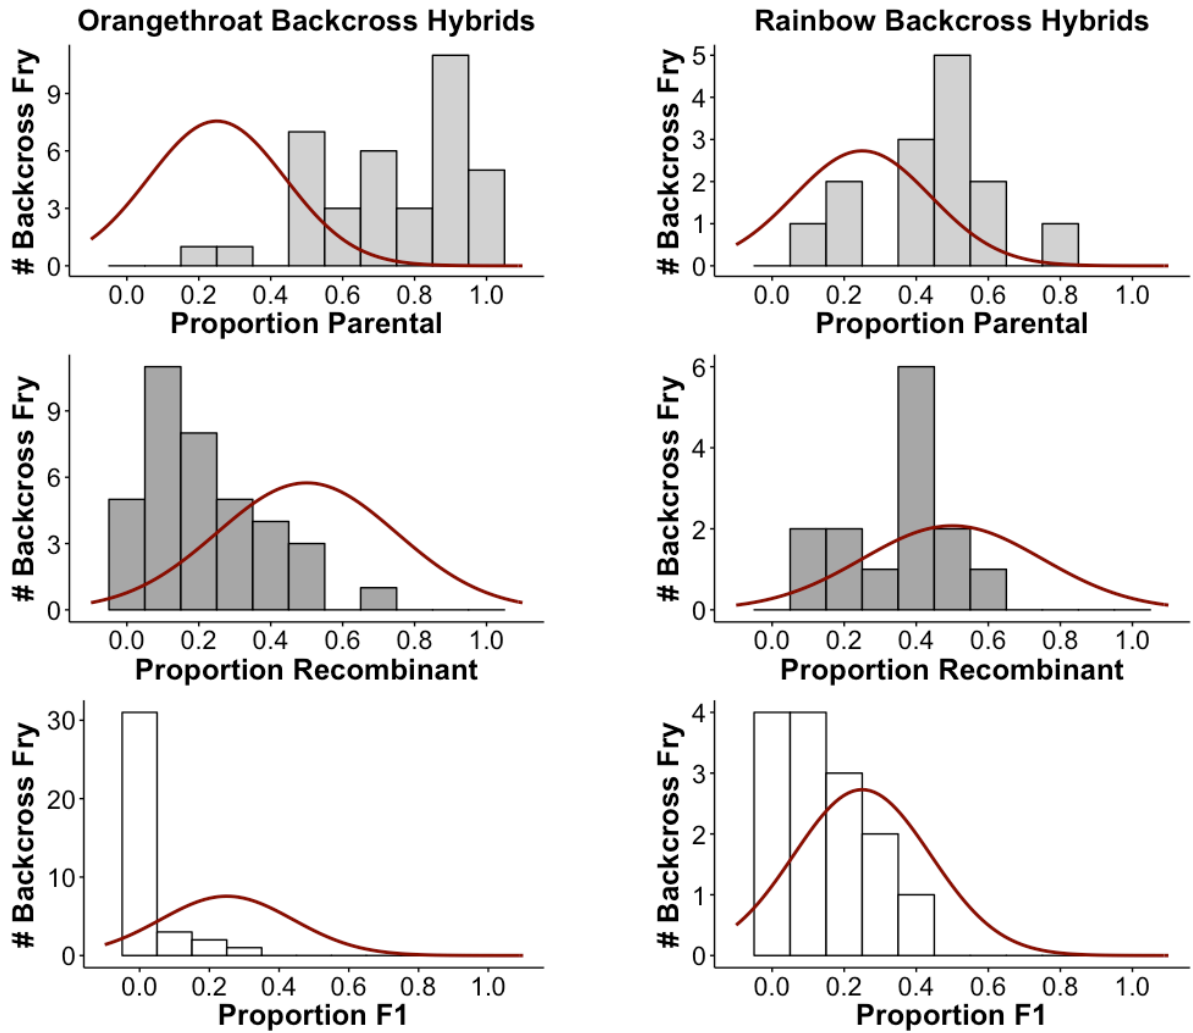 Orangethroat Backcross Hybrids
# Backcross Fry
9
6
3
0
0.0 0.2 0.4 0.6 0.8 1.0
Proportion Parental
Rainbow Backcross Hybrids
# Backcross Fry
5
4
3
2
1
0
0.0 0.2 0.4 0.6 0.8 1.0
Proportion Parental
# Backcross Fry
9
6
3
0
0.0 0.2 0.4 0.6 0.8 1.0
Proportion Recombinant
# Backcross Fry
6
4
2
0
0.0 0.2 0.4 0.6 0.8 1.0
Proportion Recombinant
# Backcross Fry
30
20
10
0
0.0 0.2 0.4 0.6 0.8 1.0
Proportion F1
# Backcross Fry
4
3
2
1
0
0.0 0.2 0.4 0.6 0.8 1.0
Proportion F1